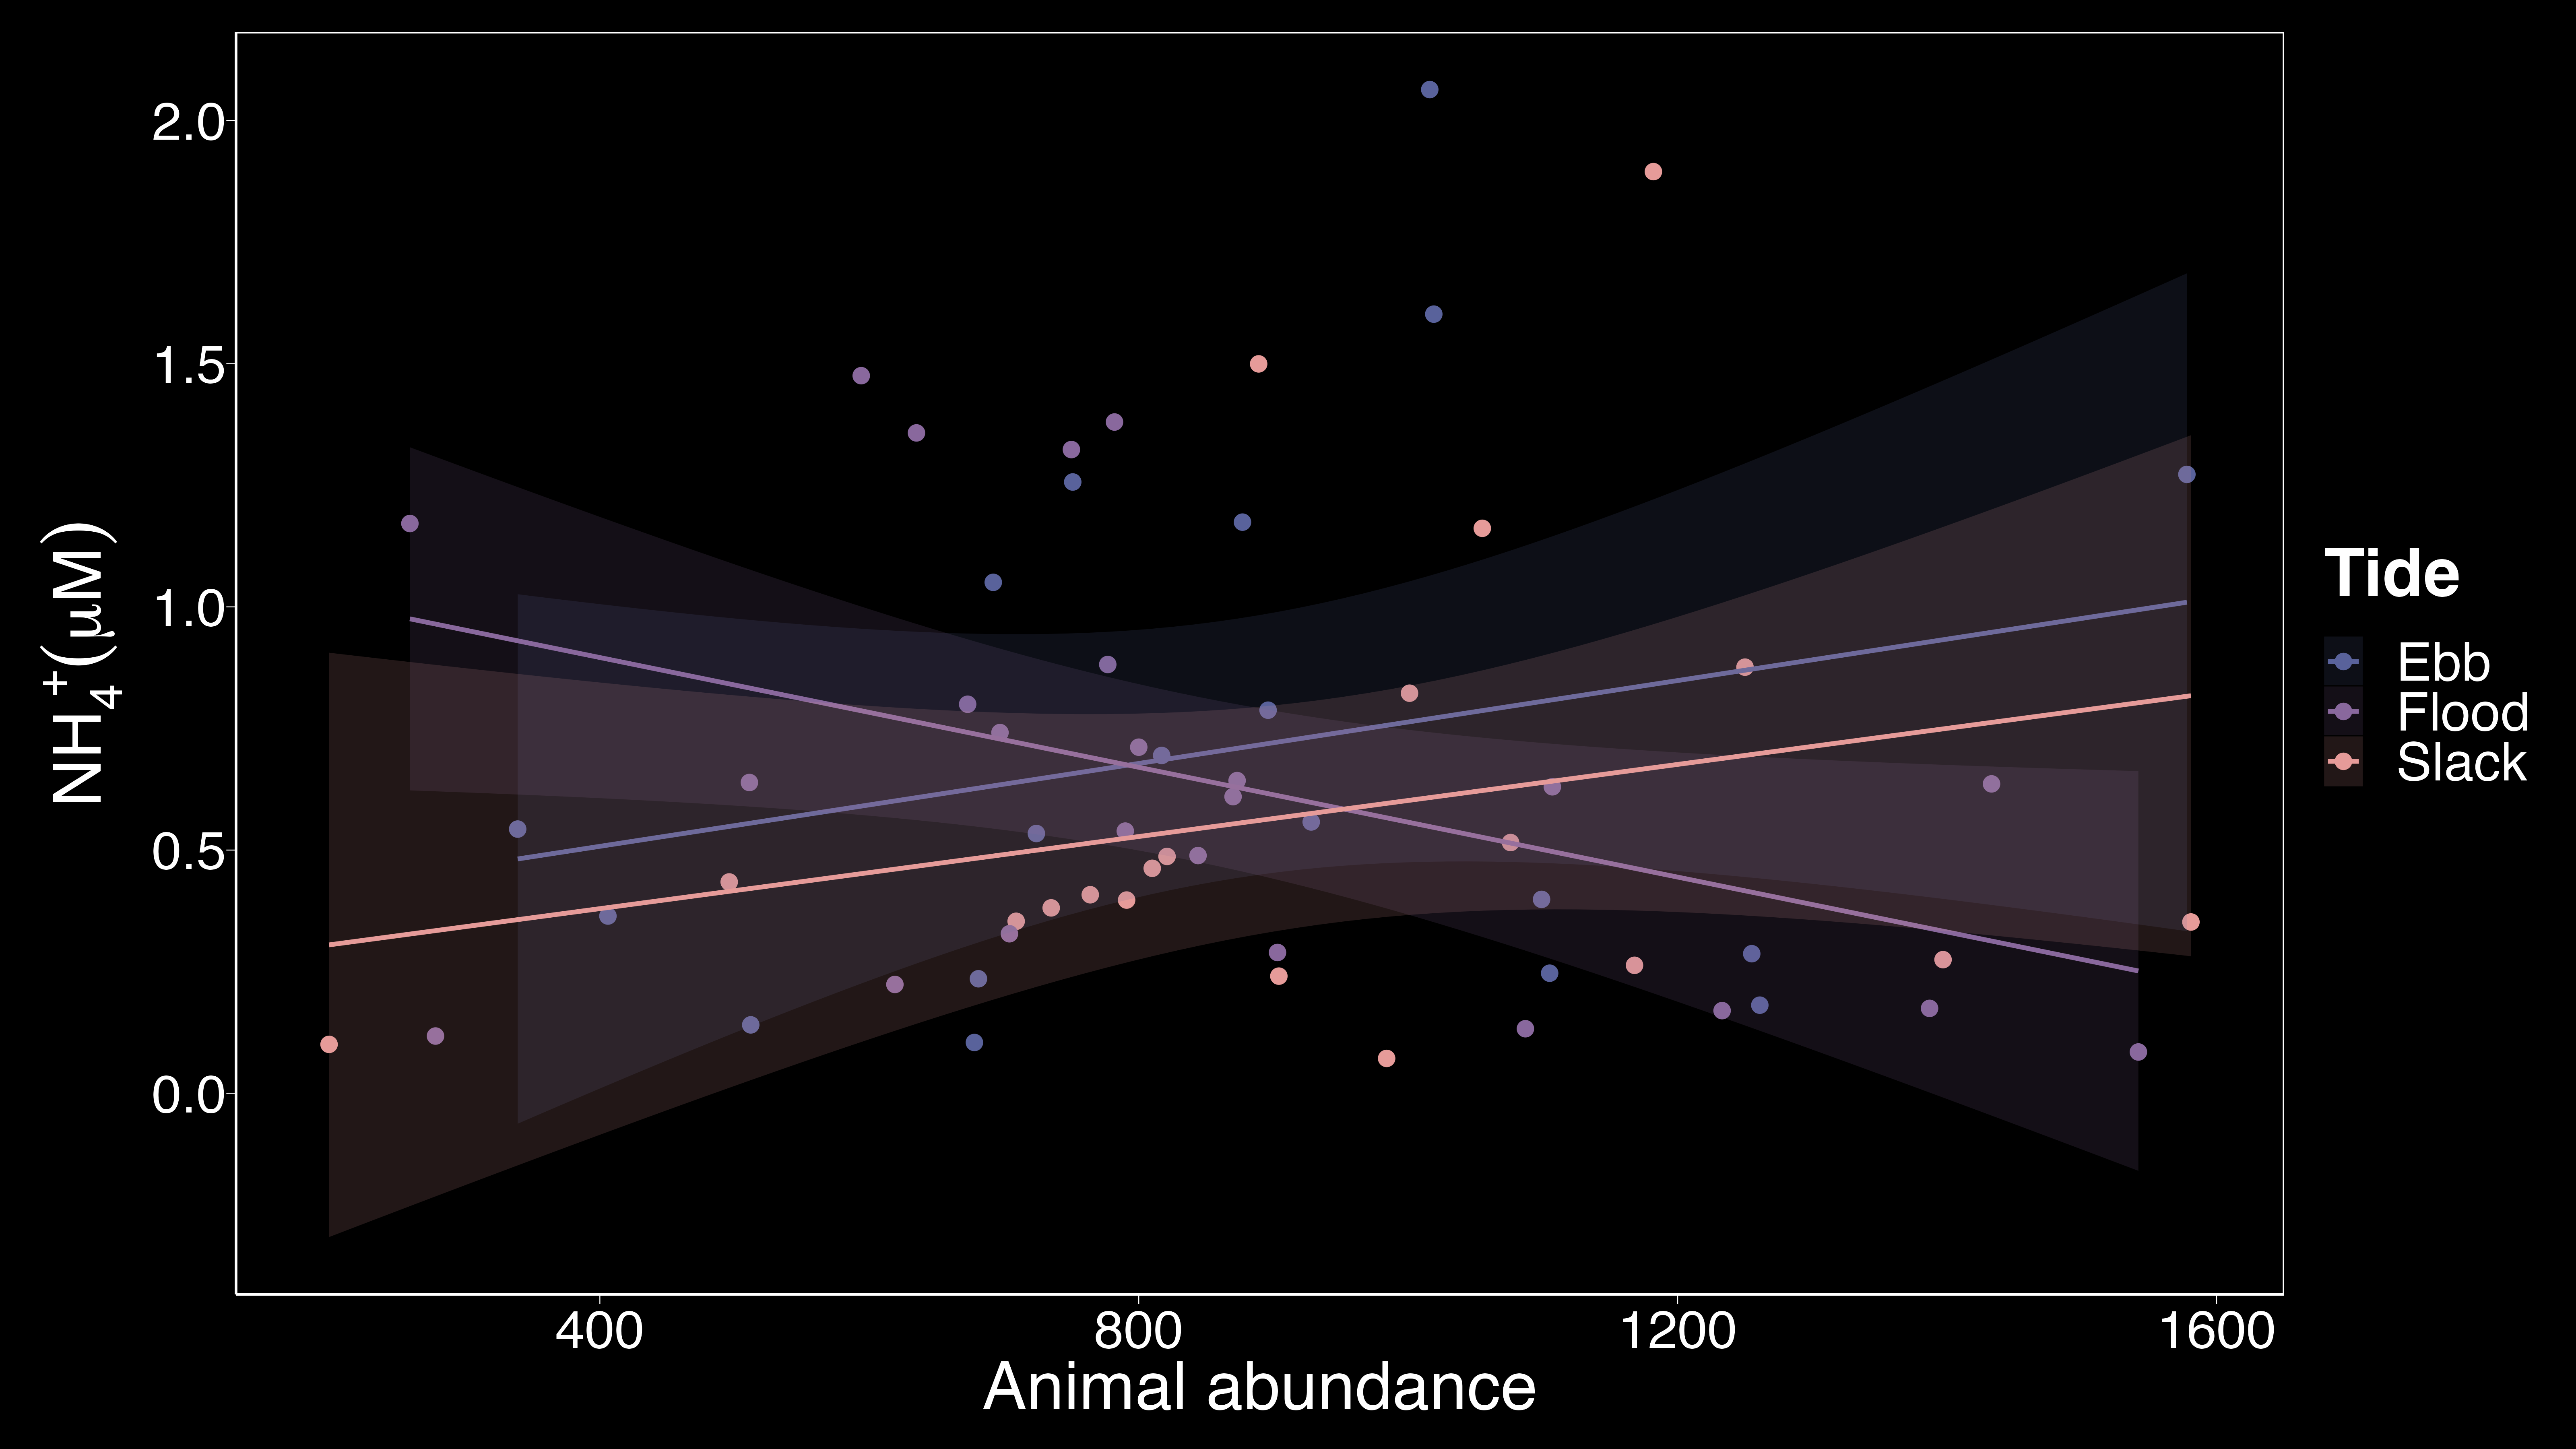 2.0
1.5
1.0
0.5
0.0
NH₄⁺(μM)
400 800 1200 1600
Animal abundance
Tide
Ebb
Flood
Slack